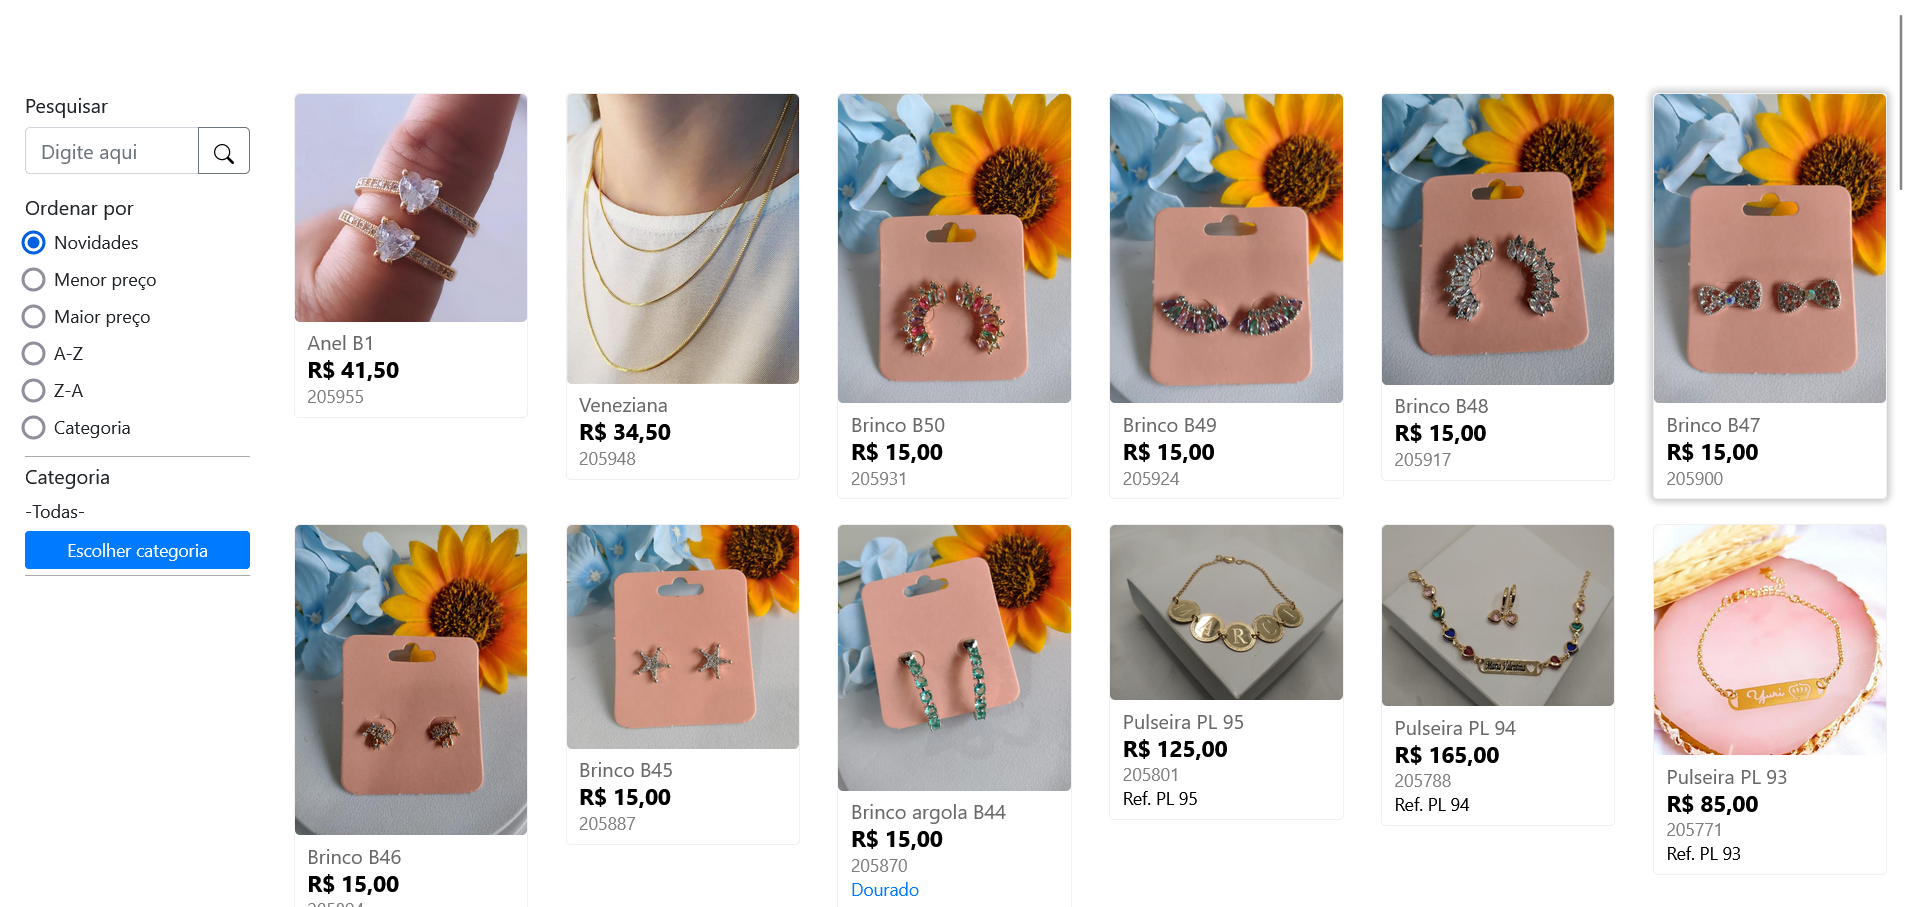 Pesquisar
Digite aqui
Ordenar por
Novidades
Menor preço
Maior preço
A-Z
Z-A
Categoria
Categoria
-Todas-
Escolher categoria
Anel B1
R$ 41,50
205955
Veneziana
R$ 34,50
205948
Brinco B50
R$ 15,00
205931
Brinco B49
R$ 15,00
205924
Brinco B48
R$ 15,00
205917
Brinco B47
R$ 15,00
205900
Brinco B46
R$ 15,00
Brinco B45
R$ 15,00
205887
Brinco argola B44
R$ 15,00
205870
Dourado
Pulseira PL 95
R$ 125,00
205801
Ref. PL 95
Pulseira PL 94
R$ 165,00
205788
Ref. PL 94
Yuri
Pulseira PL 93
R$ 85,00
205771
Ref. PL 93